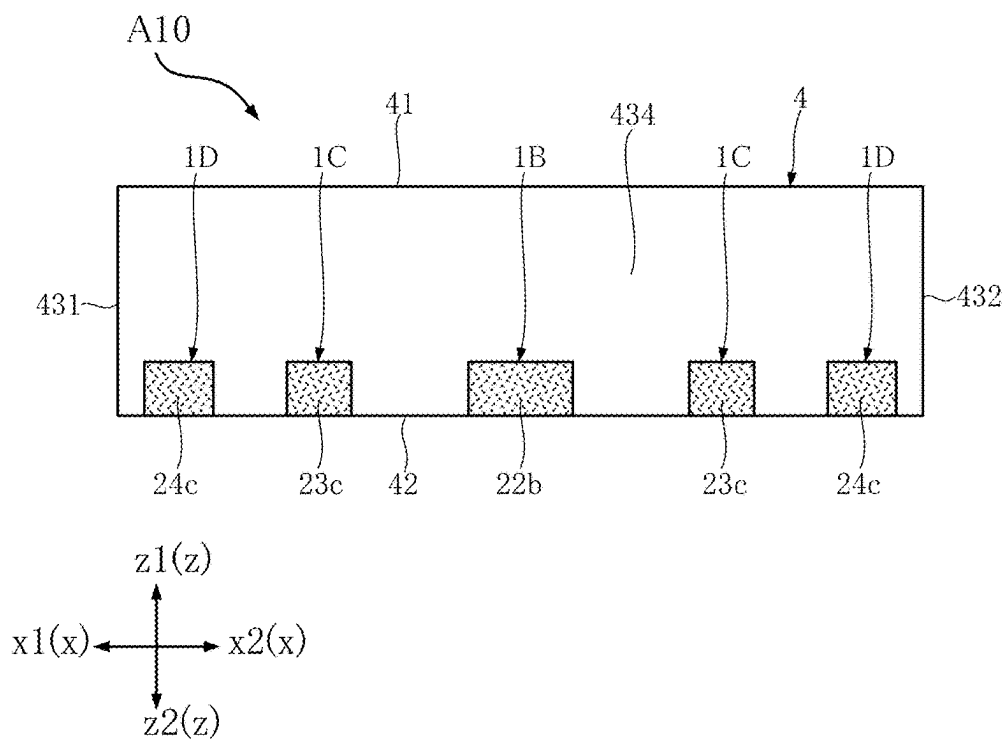 A10
41
434
4
1D
1C
1B
1C
1D
431
432
24c
23c
42
22b
23c
24c
z1(z)
x1(x)
x2(x)
z2(z)